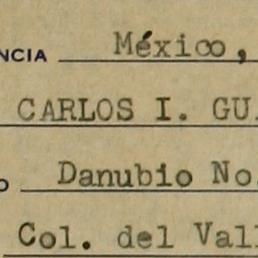 NCIA México,
CARLOS I. GU
O Danubio No.
Col. del Vall